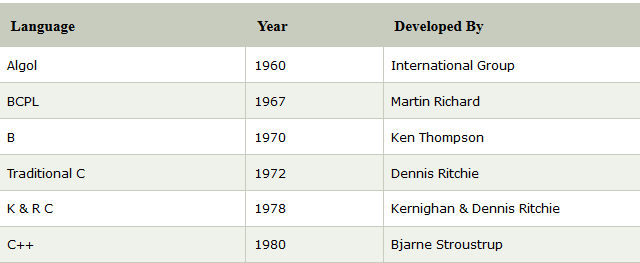 Language Year Developed By
Algol 1960 International Group
BCPL 1967 Martin Richard
B 1970 Ken Thompson
Traditional C 1972 Dennis Ritchie
K & R C 1978 Kernighan & Dennis Ritchie
C++ 1980 Bjarne Stroustrup